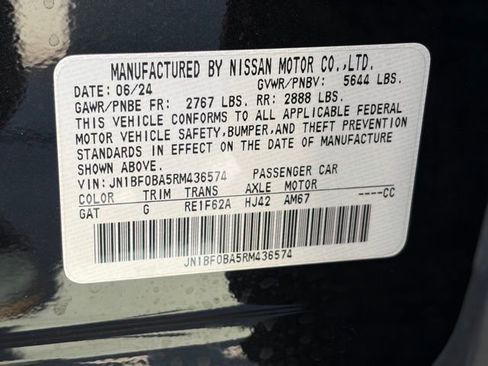 MANUFACTURED BY NISSAN MOTOR CO.,LTD.
DATE: 06/24 GVWR/PNBV: 5644 LBS.
GAWR/PNBE FR: 2767 LBS. RR: 2888 LBS.
THIS VEHICLE CONFORMS TO ALL APPLICABLE FEDERAL
MOTOR VEHICLE SAFETY, BUMPER, AND THEFT PREVENTION
STANDARDS IN EFFECT ON THE DATE OF MANUFACTURE
SHOWN ABOVE.
VIN: JN1BF0BA5RM436574 PASSENGER CAR
COLOR TRIM TRANS AXLE MOTOR
GAT G RE1F62A HJ42 AM67 ----CC
JN1BF0BA5RM436574